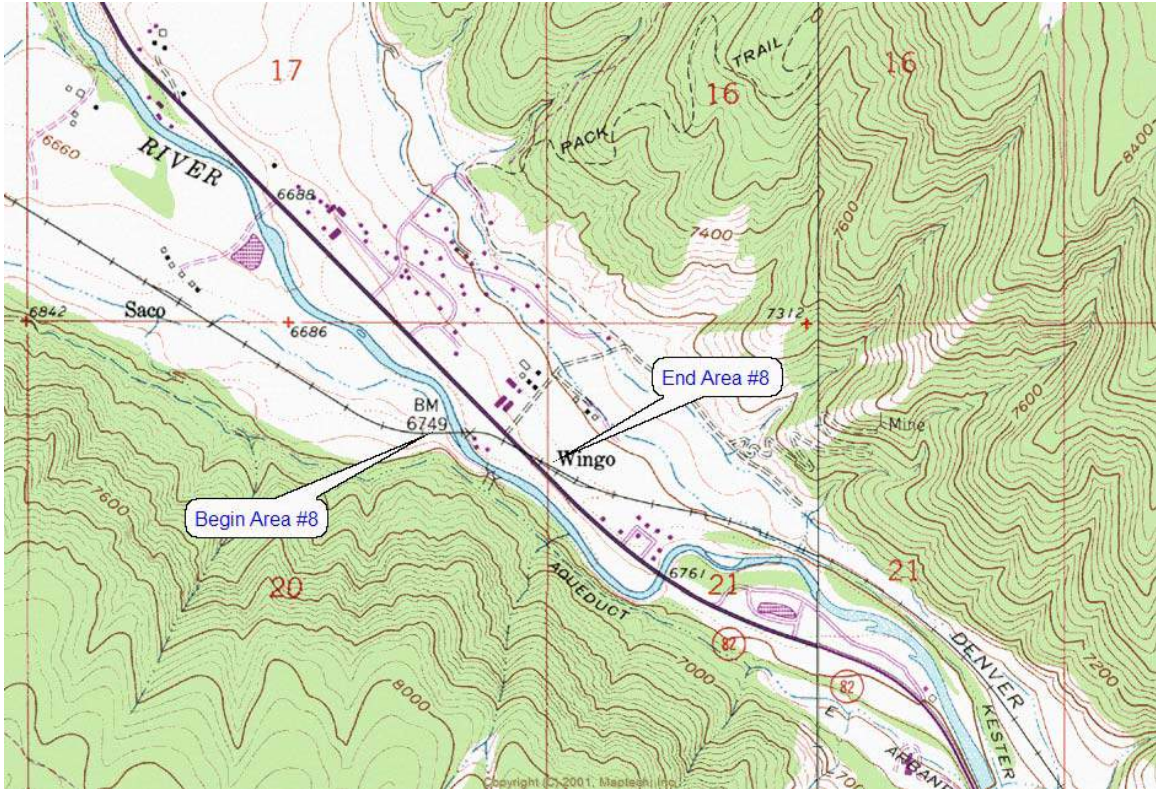 17
16
16
TRAIL
PACK
RIVER
6660
6688
8400
7600
7400
6842
Saco
6686
7312
End Area #8
BM
6749
7600
Mine
Wingo
7600
Begin Area #8
20
AQUEDUCT
6761
21
21
82
82
DENVER
7000
7200
8000
KESTER
E
ARBANEY
Copyright (C) 2001, Maptech, Inc.